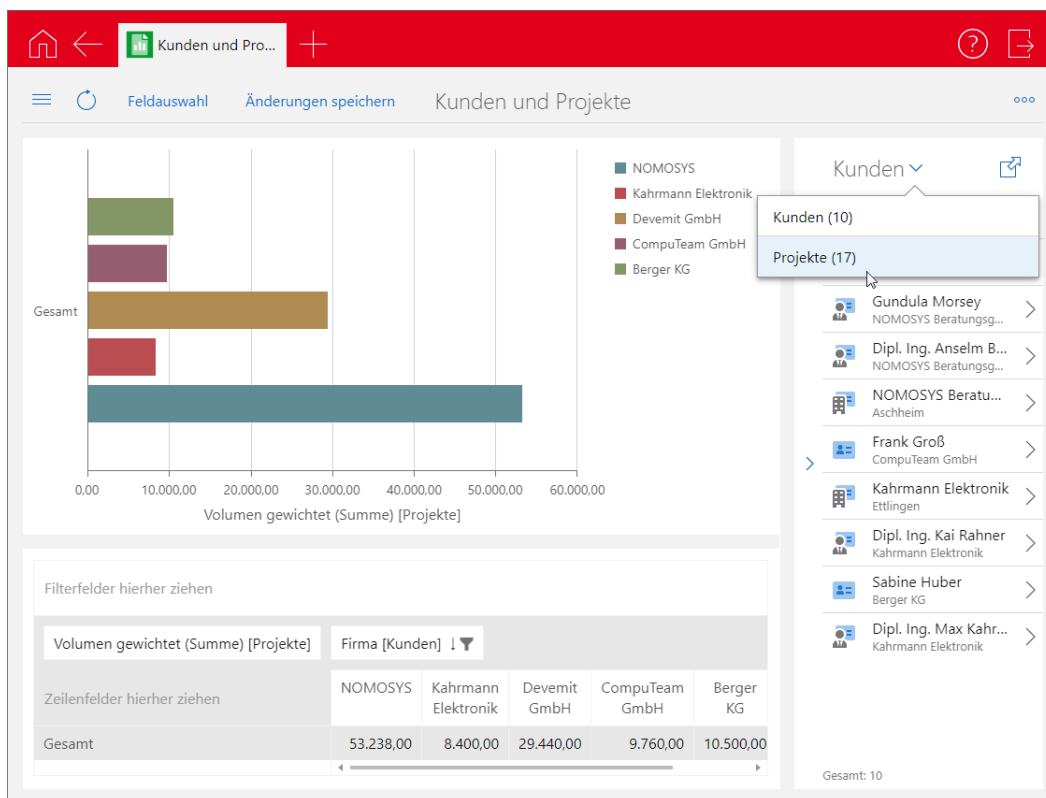 Kunden und Pro...
Feldauswahl
Änderungen speichern
Kunden und Projekte
NOMOSYS
Kahrmann Elektronik
Devemit GmbH
CompuTeam GmbH
Berger KG
Gesamt
0,00 10.000,00 20.000,00 30.000,00 40.000,00 50.000,00 60.000,00
Volumen gewichtet (Summe) [Projekte]
Filterfelder hierher ziehen
Volumen gewichtet (Summe) [Projekte]
Firma [Kunden]
Zeilenfelder hierher ziehen
NOMOSYS
Kahrmann
Elektronik
Devemit
GmbH
CompuTeam
GmbH
Berger
KG
Gesamt 53.238,00 8.400,00 29.440,00 9.760,00 10.500,00
Kunden
Kunden (10)
Projekte (17)
Gundula Morsey
NOMOSYS Beratungsg...
Dipl. Ing. Anselm B...
NOMOSYS Beratungsg...
NOMOSYS Beratu...
Aschheim
Frank Groß
CompuTeam GmbH
Kahrmann Elektronik
Ettlingen
Dipl. Ing. Kai Rahner
Kahrmann Elektronik
Sabine Huber
Berger KG
Dipl. Ing. Max Kahr...
Kahrmann Elektronik
Gesamt: 10